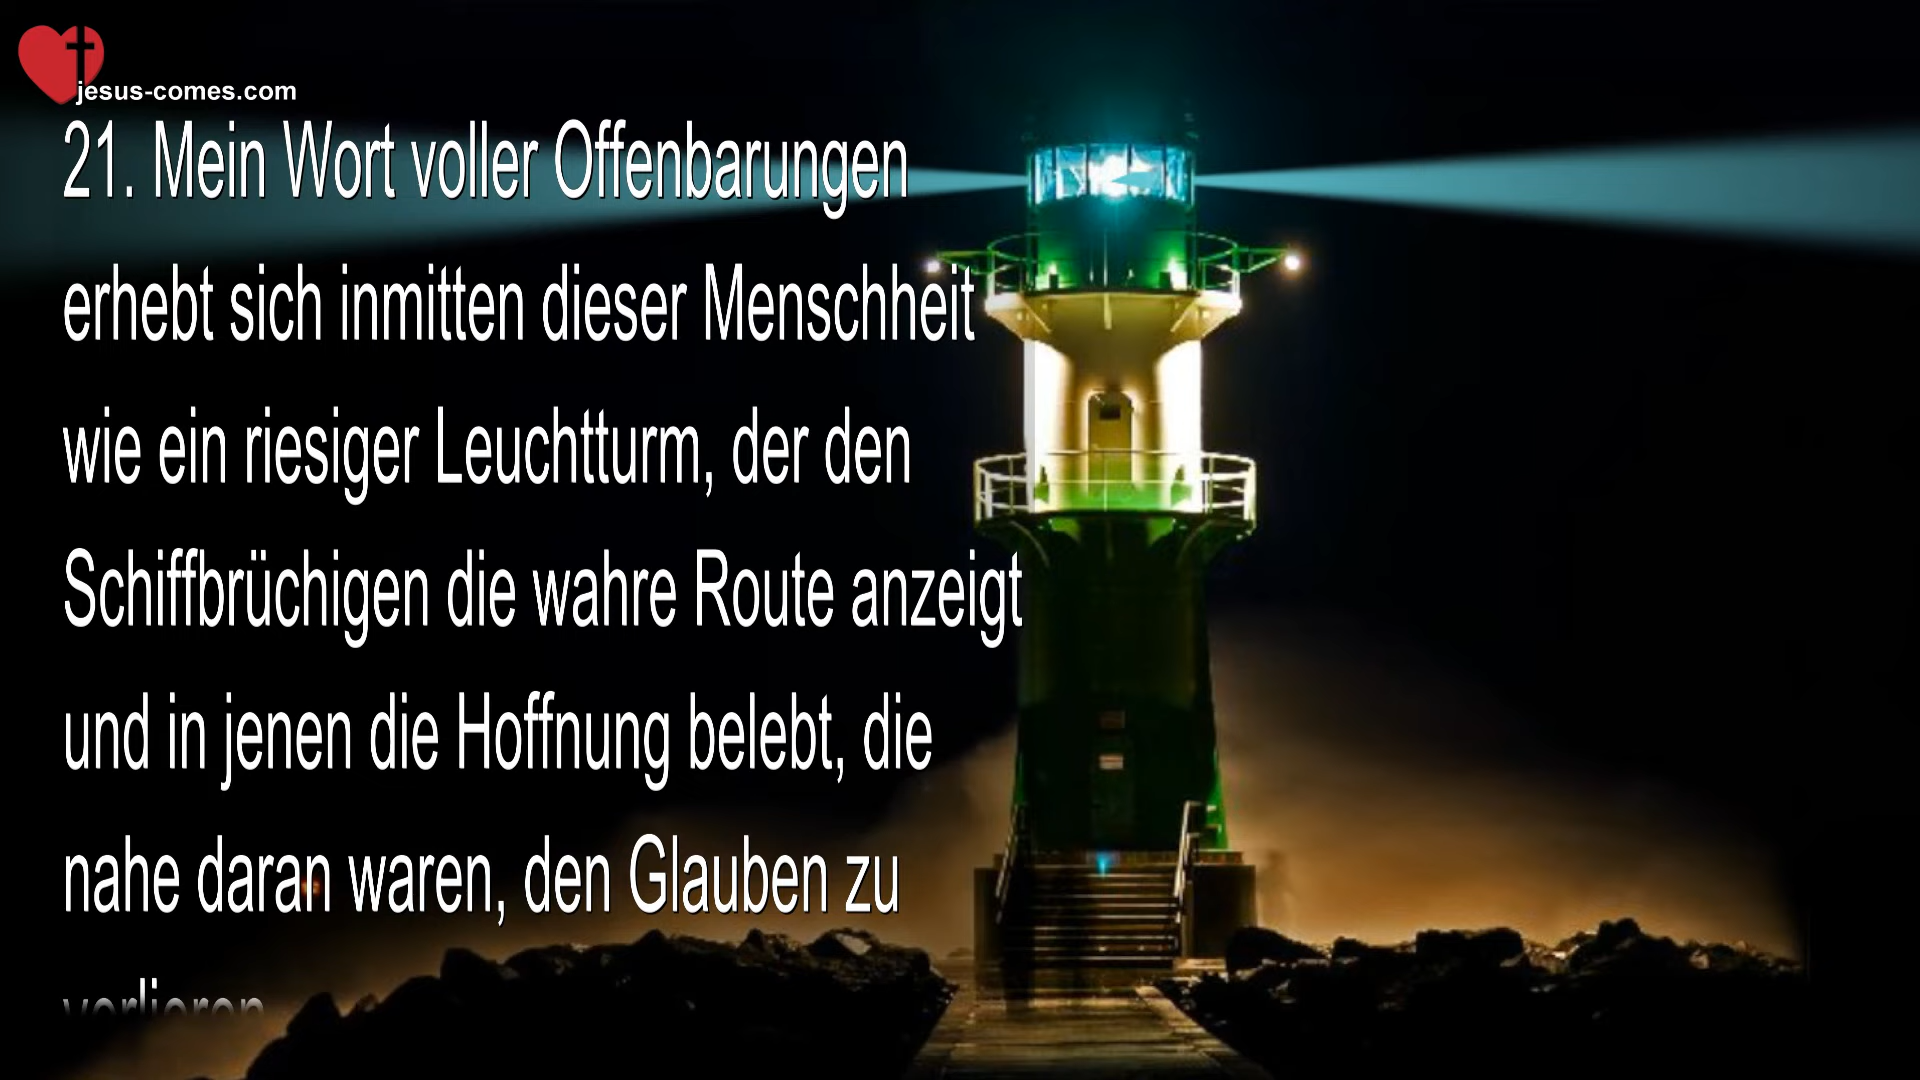 jesus-comes.com
21. Mein Wort voller Offenbarungen
erhebt sich inmitten dieser Menschheit
wie ein riesiger Leuchtturm, der den
Schiffbrüchigen die wahre Route anzeigt
und in jenen die Hoffnung belebt, die
nahe daran waren, den Glauben zu
verlieren